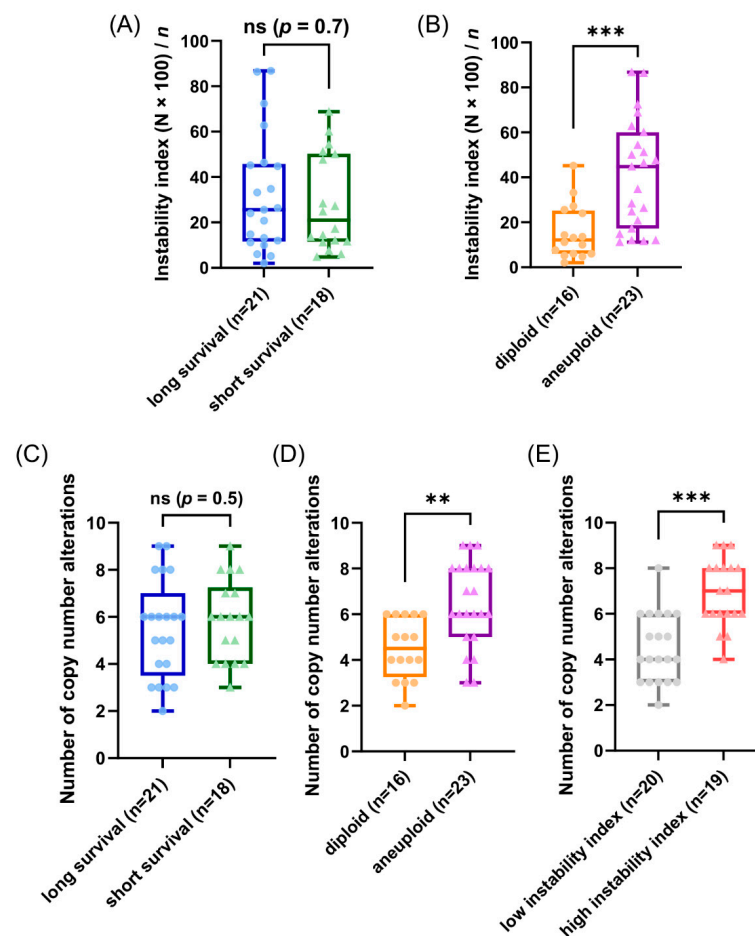 (A)
ns (p = 0.7)
Instability index (N × 100) / n
100
80
60
40
20
0
long survival (n=21)
short survival (n=18)
(B)
***
Instability index (N × 100) / n
100
80
60
40
20
0
diploid (n=16)
aneuploid (n=23)
(C)
ns (p = 0.5)
Number of copy number alterations
10
8
6
4
2
0
long survival (n=21)
short survival (n=18)
(D)
**
Number of copy number alterations
10
8
6
4
2
0
diploid (n=16)
aneuploid (n=23)
(E)
***
Number of copy number alterations
10
8
6
4
2
0
low instability index (n=20)
high instability index (n=19)